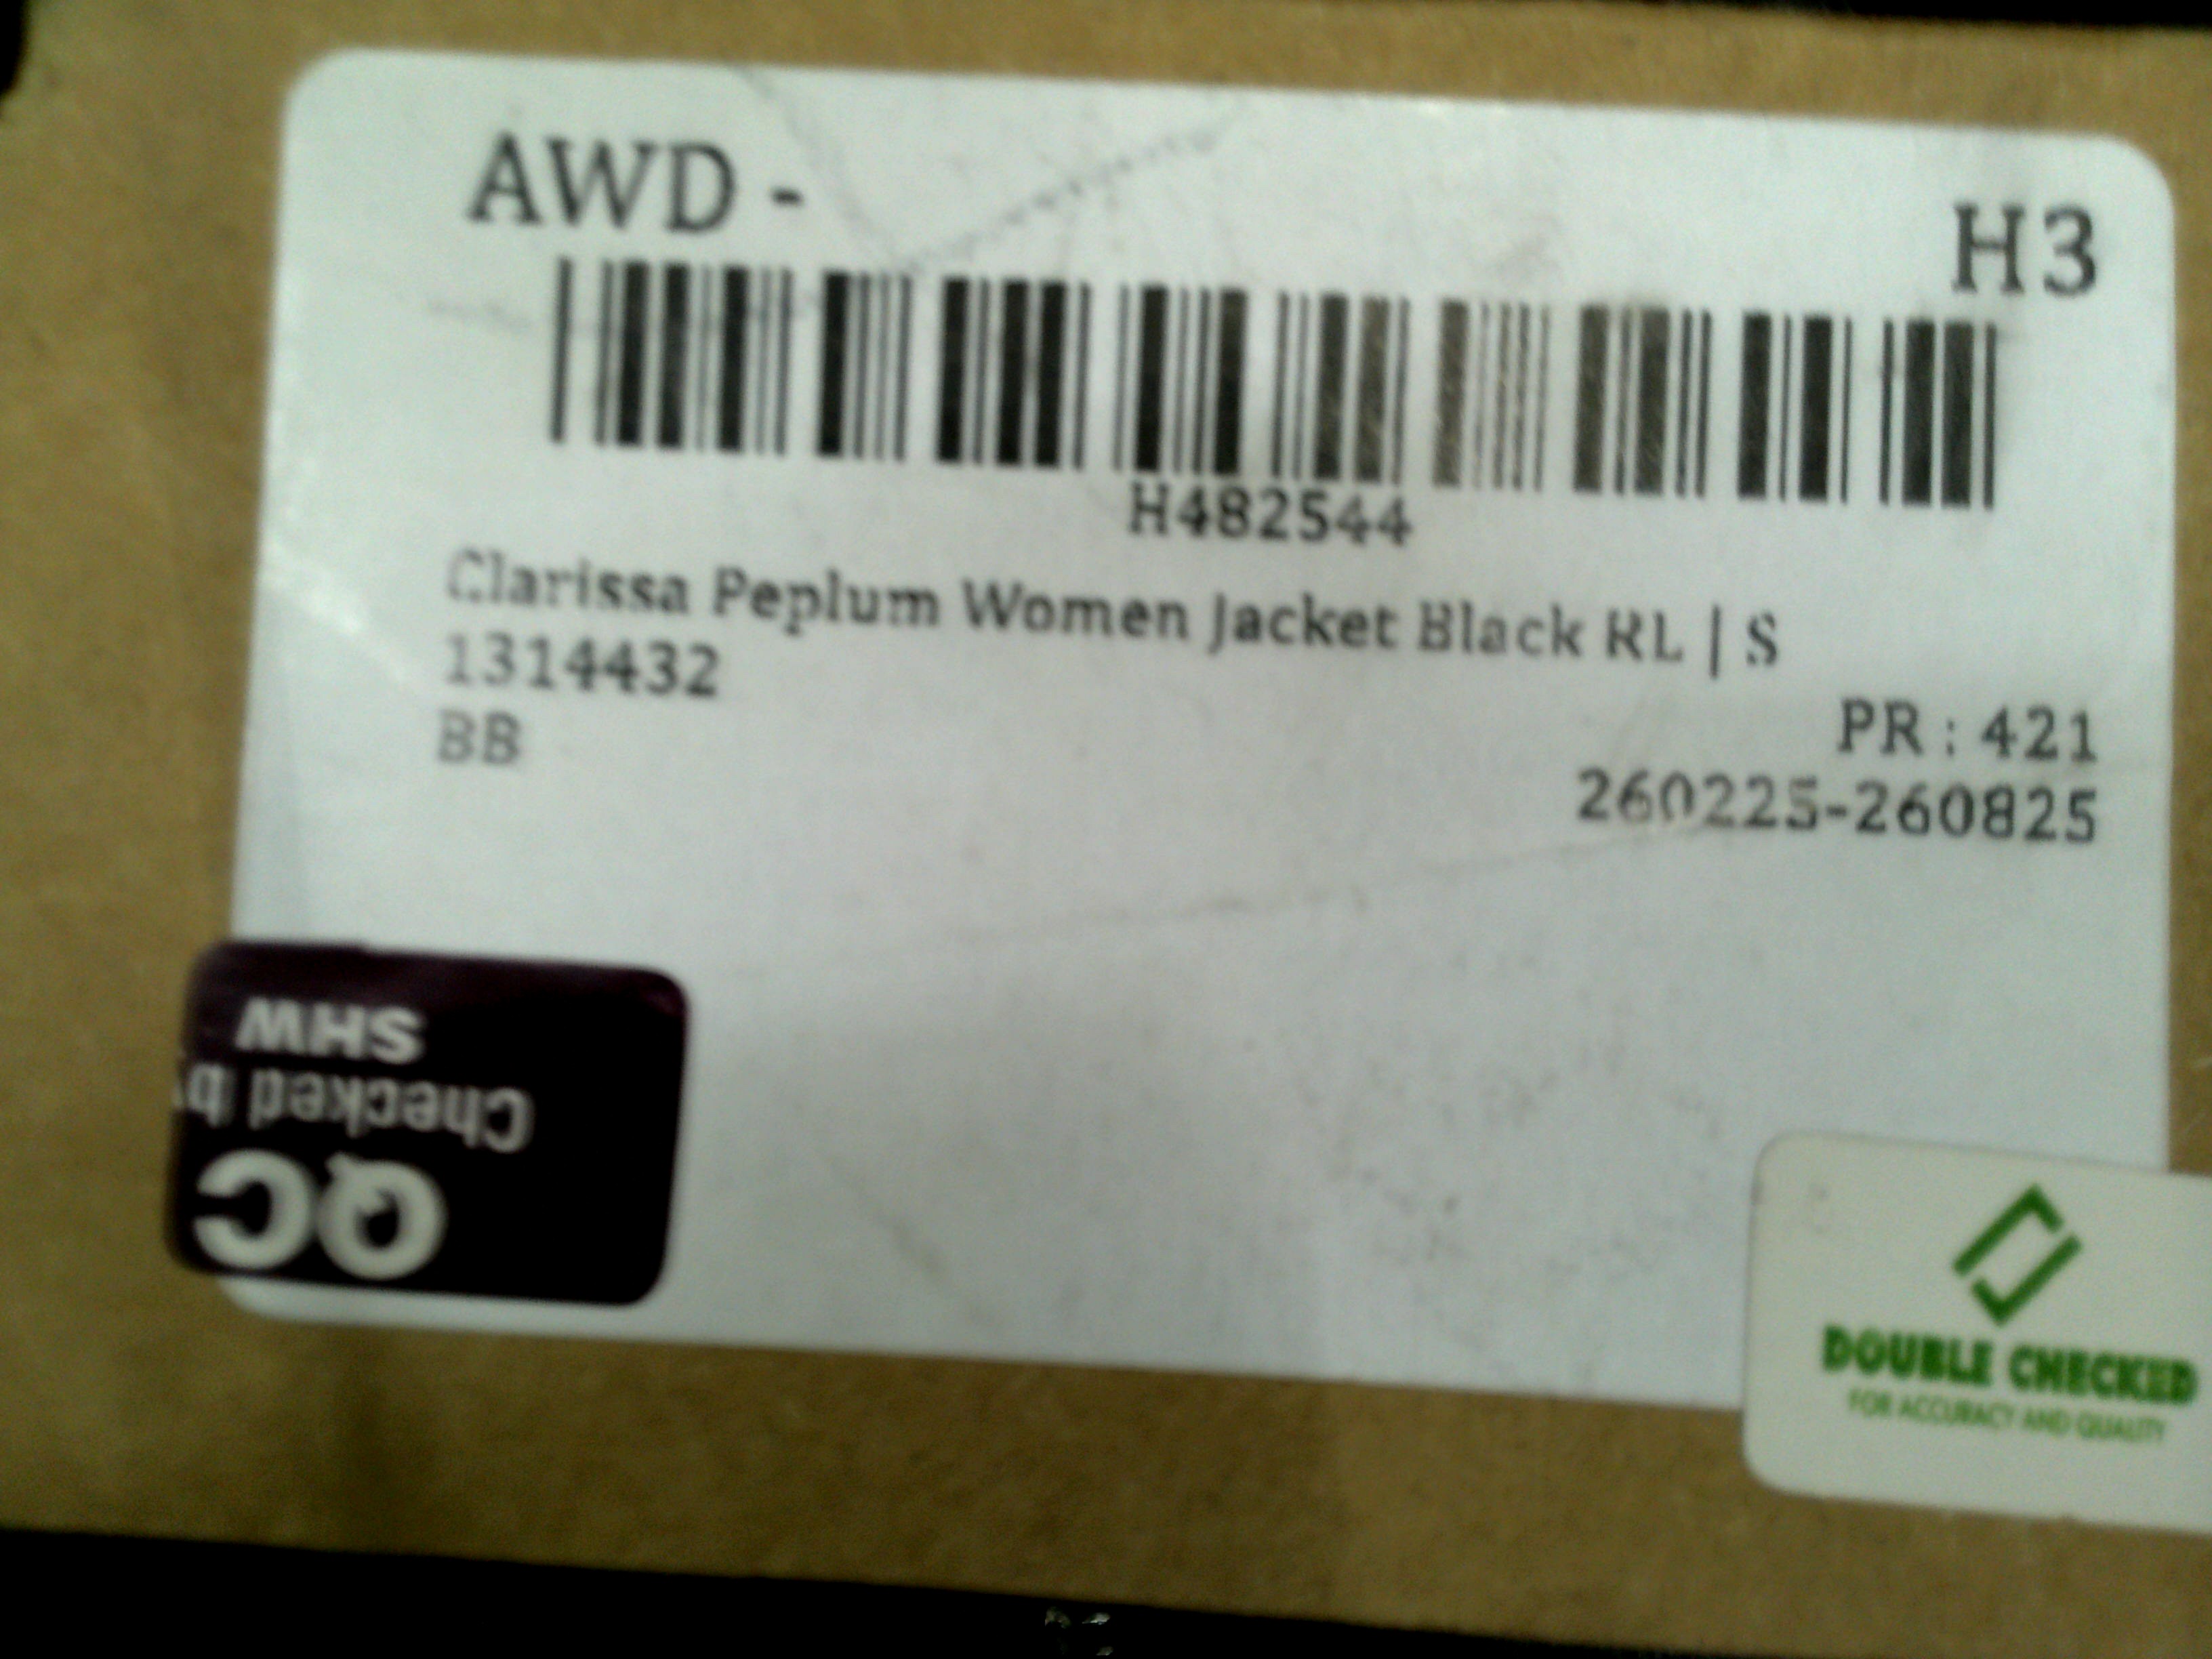 AWD -
H3
H482544
Clarissa Peplum Women Jacket Black RL | S
1314432
PR : 421
BB
260225-260825
QC
Checked by
SHW
DOUBLE CHECKED
FOR ACCURACY AND QUALITY